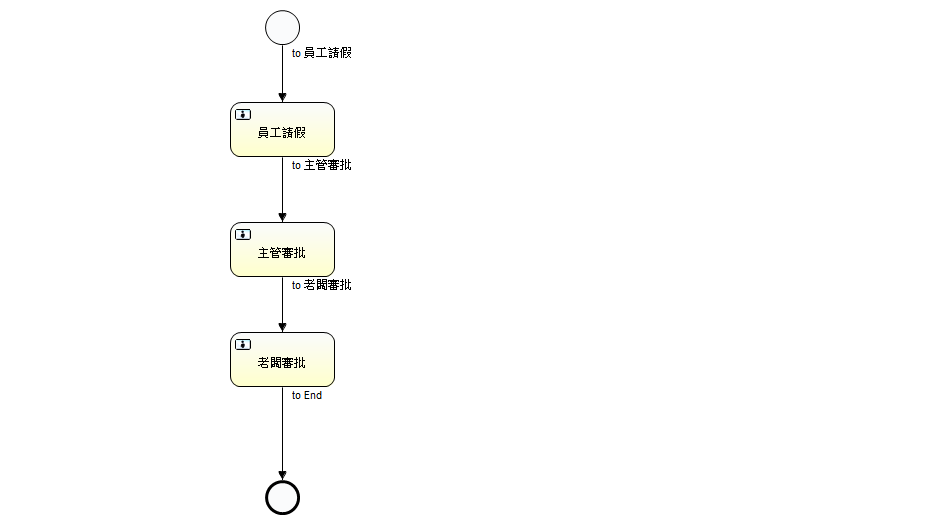 to 員工請假
員工請假
to 主管審批
主管審批
to 老闆審批
老闆審批
to End